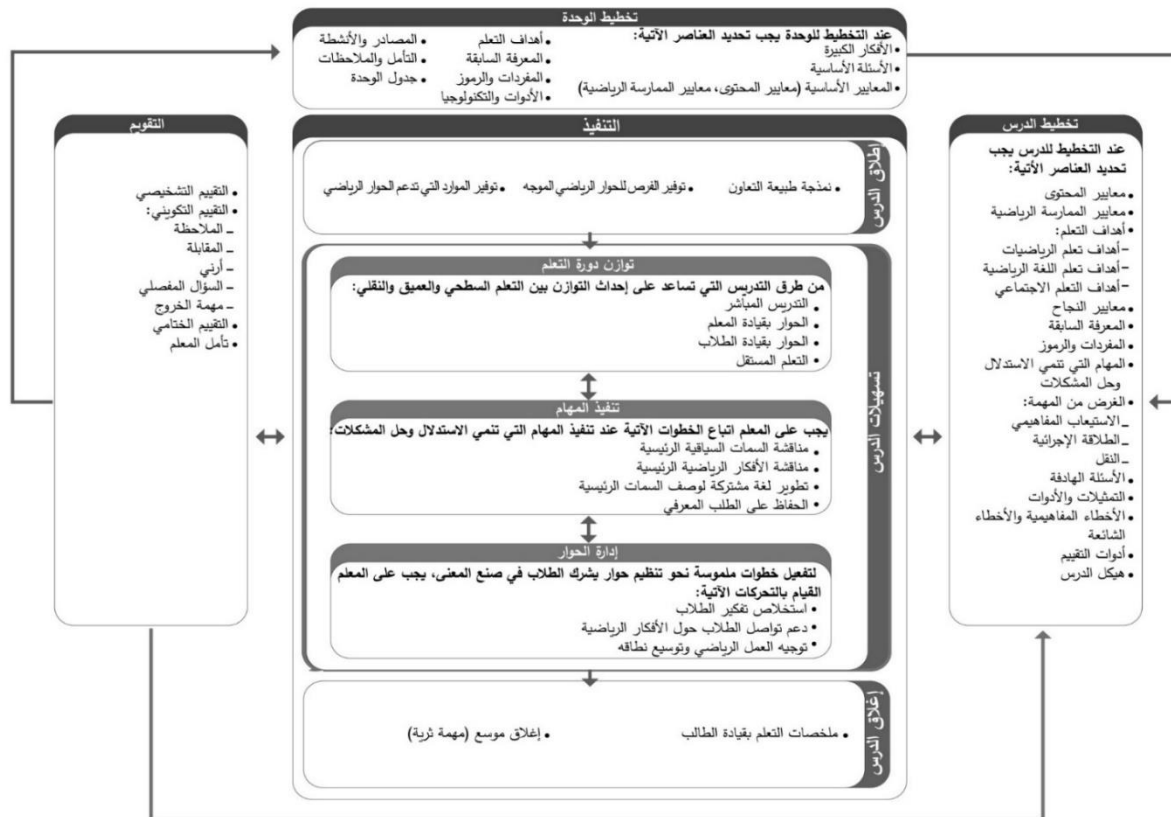 تخطيط الوحدة
عند التخطيط للوحدة يجب تحديد العناصر الآتية:
• الأفكار الكبيرة
• الأسئلة الأساسية
• المعايير الأساسية (معايير المحتوى، معايير الممارسة الرياضية)
• أهداف التعلم
• المعرفة السابقة
• المفردات والرموز
• الأدوات والتكنولوجيا
• المصادر والأنشطة
• التأمل والملاحظات
• جدول الوحدة
تخطيط الدرس
عند التخطيط للدرس يجب
تحديد العناصر الأتية:
• معايير المحتوى
• معايير الممارسة الرياضية
• أهداف التعلم:
– أهداف تعلم الرياضيات
– أهداف تعلم اللغة الرياضية
– أهداف التعلم الاجتماعي
• معايير النجاح
• المعرفة السابقة
• المفردات والرموز
• المهام التي تنمي الاستدلال
وحل المشكلات
• الغرض من المهمة:
_ الاستيعاب المفاهيمي
_ الطلاقة الإجرائية
_ النقل
• الأسئلة الهادفة
• التمثيلات والأدوات
• الأخطاء المفاهيمية والأخطاء
الشائعة
• أدوات التقييم
• هيكل الدرس
التنفيذ
إطلاق الدرس
• نمذجة طبيعة التعاون
• توفير الفرص للحوار الرياضي الموجه
• توفير الموارد التي تدعم الحوار الرياضي
تسهيلات الدرس
توازن دورة التعلم
من طرق التدريس التي تساعد على إحداث التوازن بين التعلم السطحي والعميق والنقلي:
• التدريس المباشر
• الحوار بقيادة المعلم
• الحوار بقيادة الطلاب
• التعلم المستقل
تنفيذ المهام
يجب على المعلم اتباع الخطوات الآتية عند تنفيذ المهام التي تنمي الاستدلال وحل المشكلات:
• مناقشة السمات السياقية الرئيسية
• مناقشة الأفكار الرياضية الرئيسية
• تطوير لغة مشتركة لوصف السمات الرئيسية
• الحفاظ على الطلب المعرفي
إدارة الحوار
لتفعيل خطوات ملموسة نحو تنظيم حوار يشرك الطلاب في صنع المعنى، يجب على المعلم
القيام بالتحركات الآتية:
• استخلاص تفكير الطلاب
• دعم تواصل الطلاب حول الأفكار الرياضية
• توجيه العمل الرياضي وتوسيع نطاقه
إغلاق الدرس
• ملخصات التعلم بقيادة الطالب
• إغلاق موسع (مهمة ثرية)
التقويم
• التقييم التشخيصي
• التقييم التكويني:
_ الملاحظة
_ المقابلة
_ أرني
_ السؤال المفصلي
_ مهمة الخروج
• التقييم الختامي
• تأمل المعلم